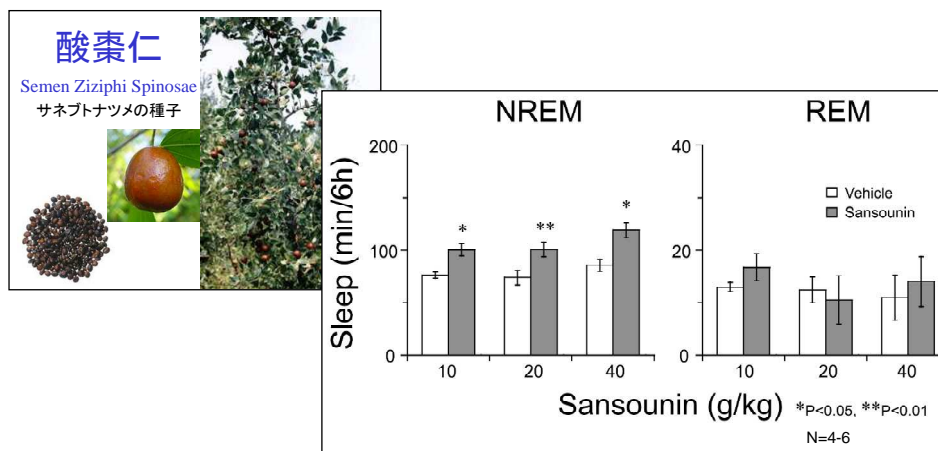 酸棗仁
Semen Ziziphi Spinosae
サネブトナツメの種子
NREM
REM
Sleep (min/6h)
200
100
0
*
**
*
10
20
40
40
20
0
Vehicle
Sansounin
10
20
40
Sansounin (g/kg)
*P<0.05, **P<0.01
N=4-6